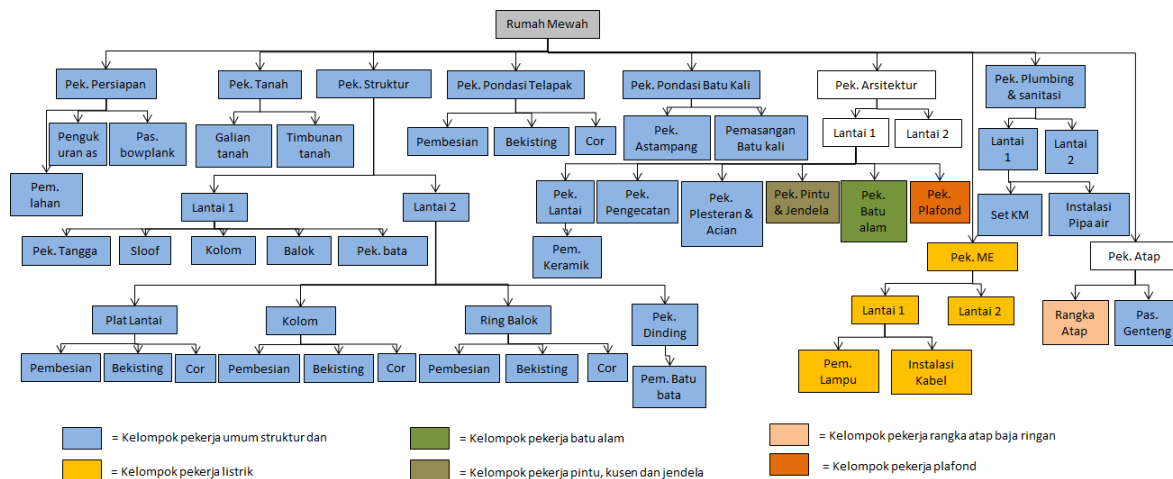 Rumah Mewah
Pek. Persiapan
Pek. Tanah
Pek. Struktur
Pek. Pondasi Telapak
Pek. Pondasi Batu Kali
Pek. Arsitektur
Pek. Plumbing
& sanitasi
Penguk
uran as
Pas.
bowplank
Galian
tanah
Timbunan
tanah
Pembesian
Bekisting
Cor
Pek.
Astampang
Pemasangan
Batu kali
Lantai 1
Lantai 2
Lantai
1
Lantai
2
Pem.
lahan
Lantai 1
Lantai 2
Pek.
Lantai
Pek.
Pengecatan
Pek.
Plesteran &
Acian
Pek. Pintu
& Jendela
Pek.
Batu
alam
Pek.
Plafond
Set KM
Instalasi
Pipa air
Pek. Tangga
Sloof
Kolom
Balok
Pek. bata
Pem.
Keramik
Pek. ME
Pek. Atap
Plat Lantai
Kolom
Ring Balok
Pek.
Dinding
Lantai 1
Lantai 2
Rangka
Atap
Pas.
Genteng
Pembesian
Bekisting
Cor
Pembesian
Bekisting
Cor
Pembesian
Bekisting
Cor
Pem. Batu
bata
Pem.
Lampu
Instalasi
Kabel
= Kelompok pekerja umum struktur dan
= Kelompok pekerja batu alam
= Kelompok pekerja rangka atap baja ringan
= Kelompok pekerja listrik
= Kelompok pekerja pintu, kusen dan jendela
= Kelompok pekerja plafond